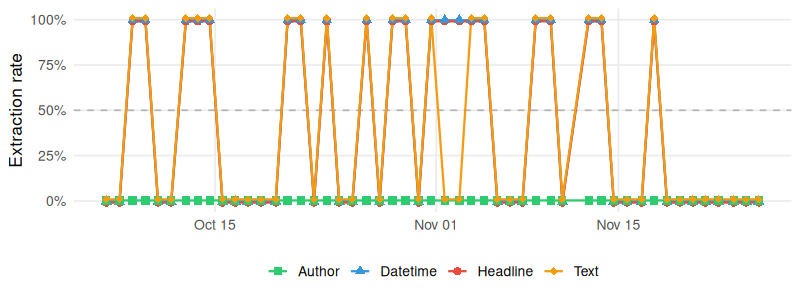 Extraction rate
100%
75%
50%
25%
0%
Oct 15 Nov 01 Nov 15
Author Datetime Headline Text